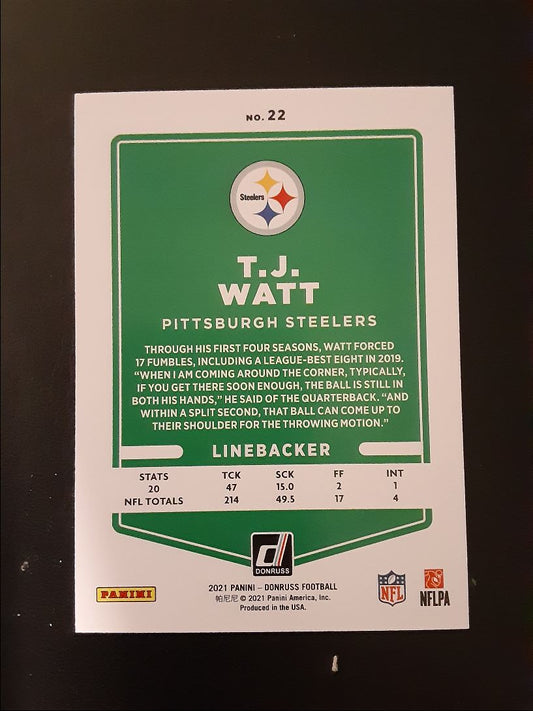 NO. 22
Steelers
T.J.
WATT
PITTSBURGH STEELERS
THROUGH HIS FIRST FOUR SEASONS, WATT FORCED
17 FUMBLES, INCLUDING A LEAGUE-BEST EIGHT IN 2019.
“WHEN I AM COMING AROUND THE CORNER, TYPICALLY,
IF YOU GET THERE SOON ENOUGH, THE BALL IS STILL IN
BOTH HIS HANDS,” HE SAID OF THE QUARTERBACK. “AND
WITHIN A SPLIT SECOND, THAT BALL CAN COME UP TO
THEIR SHOULDER FOR THE THROWING MOTION.”
LINEBACKER
STATS TCK SCK FF INT
20 47 15.0 2 1
NFL TOTALS 214 49.5 17 4
d
DONRUSS
2021 PANINI – DONRUSS FOOTBALL
帕尼尼 © 2021 Panini America, Inc.
Produced in the USA.
PANINI
NFL
NFLPA